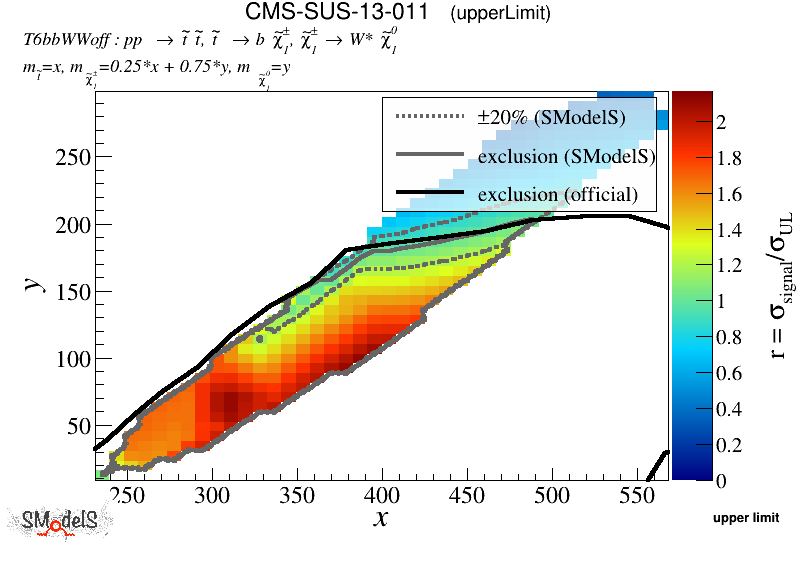 CMS-SUS-13-011 (upperLimit)
T6bbWWoff : pp → t̃ t̃, t̃ → b χ̃₁±, χ̃₁± → W* χ̃₁⁰
m_t̃=x, m_χ̃₁±=0.25*x + 0.75*y, m_χ̃₁⁰=y
±20% (SModelS)
exclusion (SModelS)
exclusion (official)
250
200
150
100
50
y
250 300 350 400 450 500 550
x
2
1.8
1.6
1.4
1.2
1
0.8
0.6
0.4
0.2
0
r = σ_signal/σ_UL
SModelS
upper limit